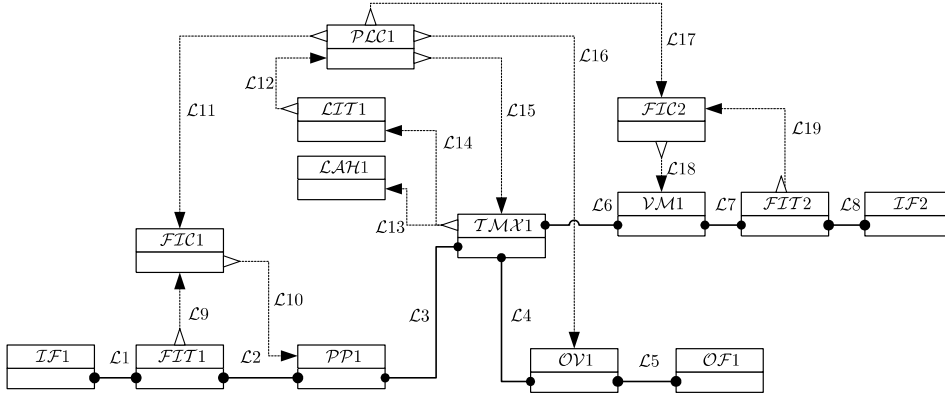 PLC1
L17
L16
L12
L11
LIT1
L15
FIC2
L14
L19
LAH1
L18
L13
TMX1
L6
VM1
L7
FIT2
L8
IF2
FIC1
L10
L9
L3
L4
IF1
L1
FIT1
L2
PP1
OV1
L5
OF1